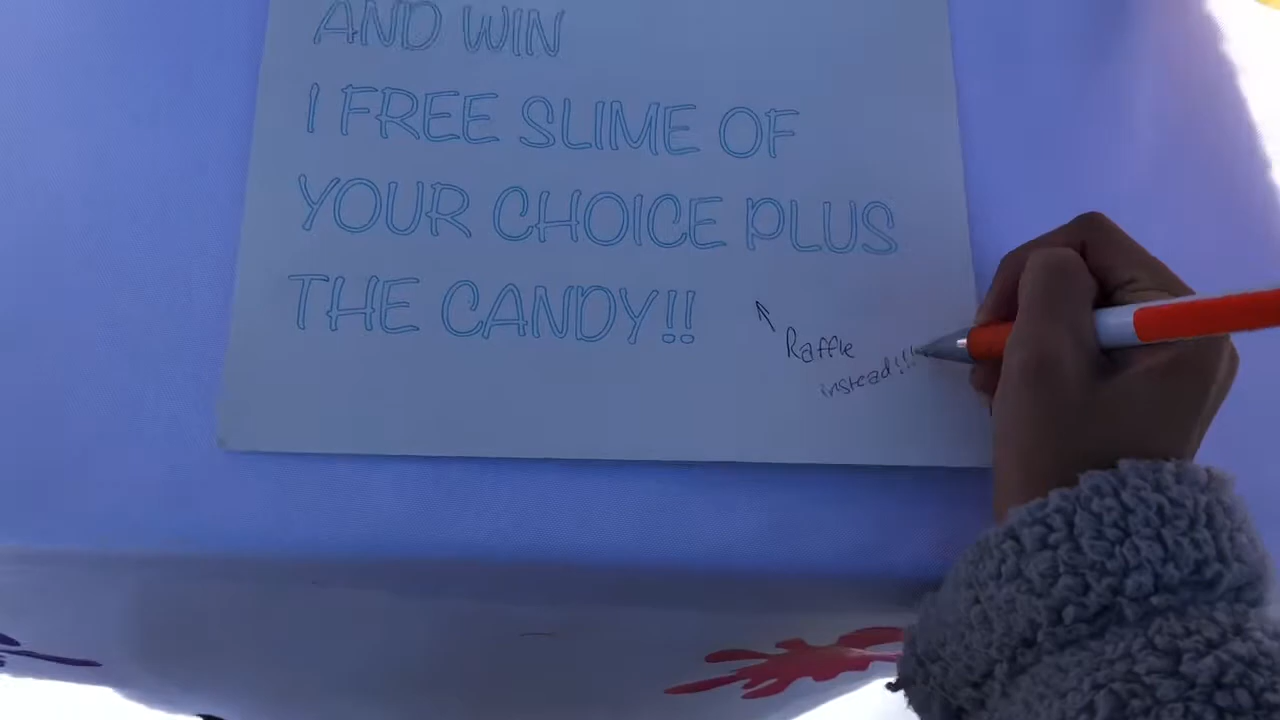 AND WIN
1 FREE SLIME OF
YOUR CHOICE PLUS
THE CANDY!!
Raffle
instead!!!